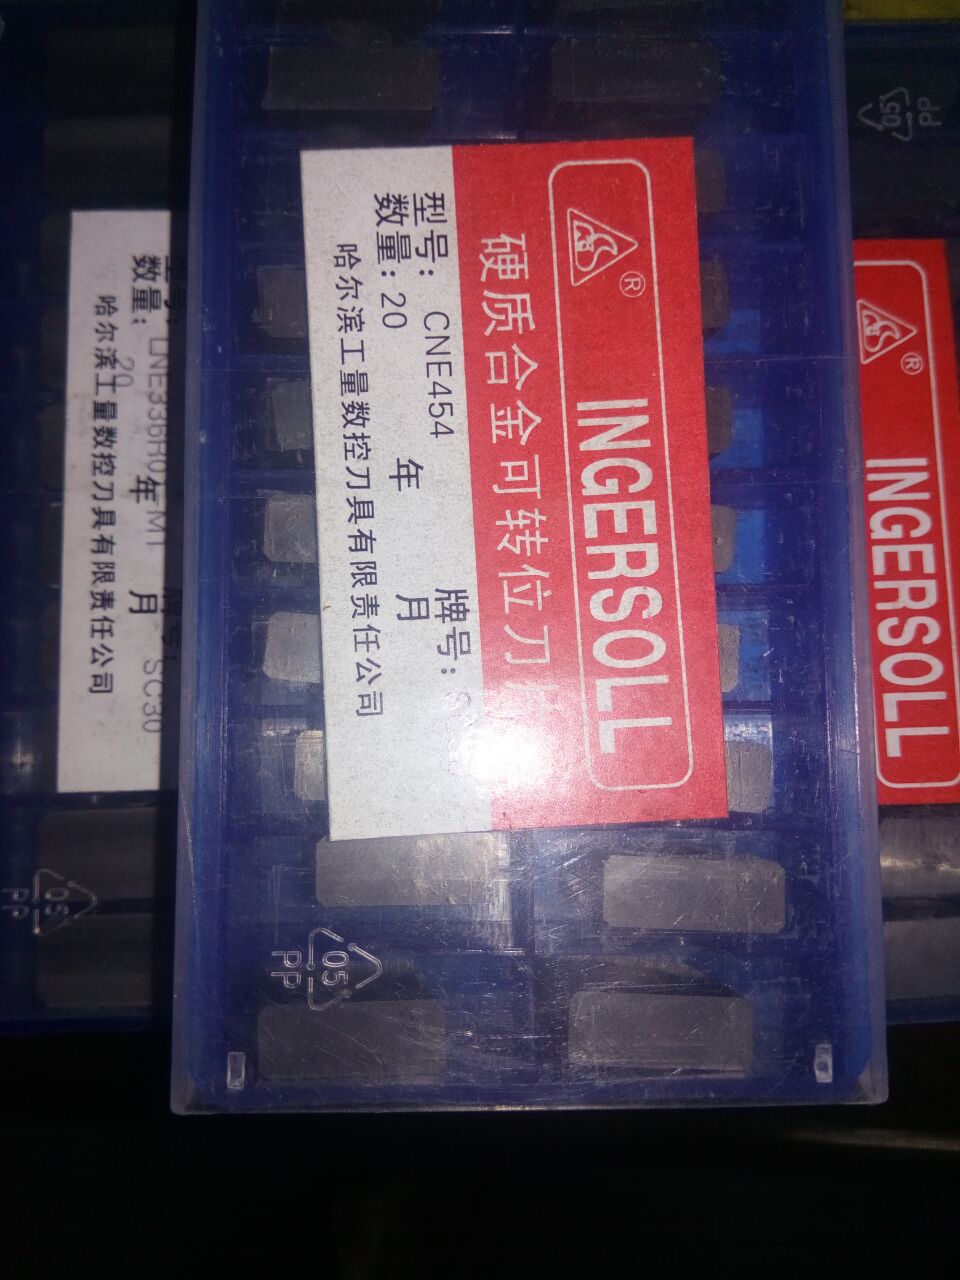 ®
INGERSOLL
硬质合金可转位刀
型号: CNE454 牌号:
数量: 20 年 月
哈尔滨工量数控刀具有限责任公司
05
PP
数量: 20 年 月
SC30
哈尔滨工量数控刀具有限责任公司
05
PP
®
INGERSOLL
05
PP